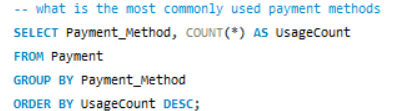 -- what is the most commonly used payment methods
SELECT Payment_Method, COUNT(*) AS UsageCount
FROM Payment
GROUP BY Payment_Method
ORDER BY UsageCount DESC;